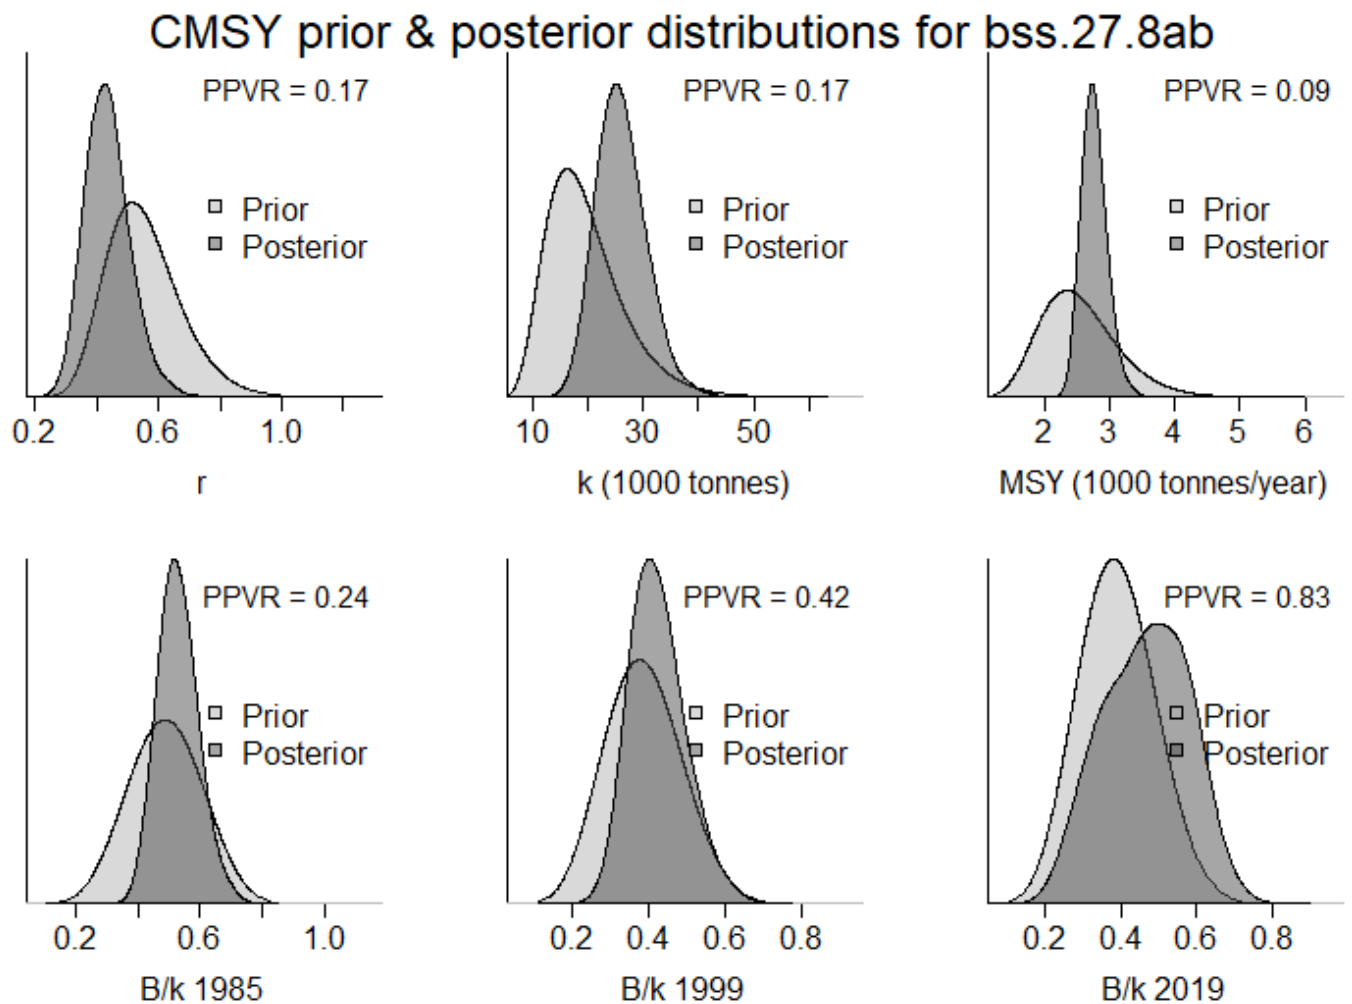 CMSY prior & posterior distributions for bss.27.8ab
PPVR = 0.17
Prior
Posterior
0.2 0.6 1.0
r
PPVR = 0.17
Prior
Posterior
10 30 50
k (1000 tonnes)
PPVR = 0.09
Prior
Posterior
2 3 4 5 6
MSY (1000 tonnes/year)
PPVR = 0.24
Prior
Posterior
0.2 0.6 1.0
B/k 1985
PPVR = 0.42
Prior
Posterior
0.2 0.4 0.6 0.8
B/k 1999
PPVR = 0.83
Prior
Posterior
0.2 0.4 0.6 0.8
B/k 2019